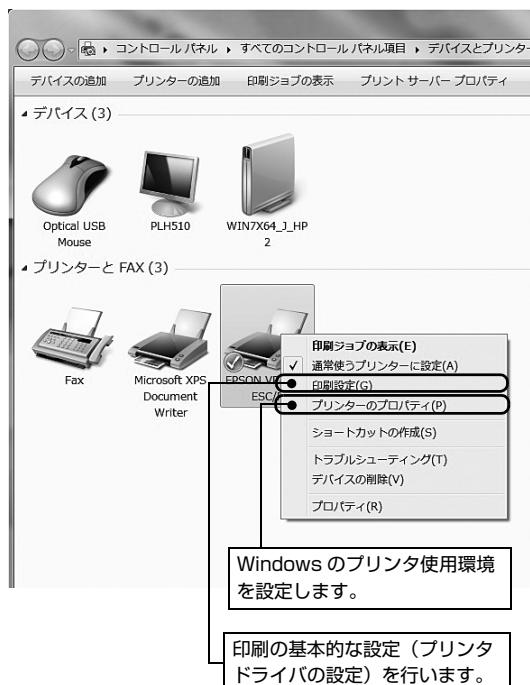 コントロール パネル ▸ すべてのコントロール パネル項目 ▸ デバイスとプリンター
デバイスの追加 プリンターの追加 印刷ジョブの表示 プリント サーバー プロパティ
デバイス (3)
Optical USB
Mouse
PLH510
WIN7X64_J_HP
2
プリンターと FAX (3)
Fax
Microsoft XPS
Document
Writer
EPSON
ESC/
印刷ジョブの表示(E)
✓ 通常使うプリンターに設定(A)
印刷設定(G)
プリンターのプロパティ(P)
ショートカットの作成(S)
トラブルシューティング(T)
デバイスの削除(V)
プロパティ(R)
Windows のプリンタ使用環境
を設定します。
印刷の基本的な設定（プリンタ
ドライバの設定）を行います。